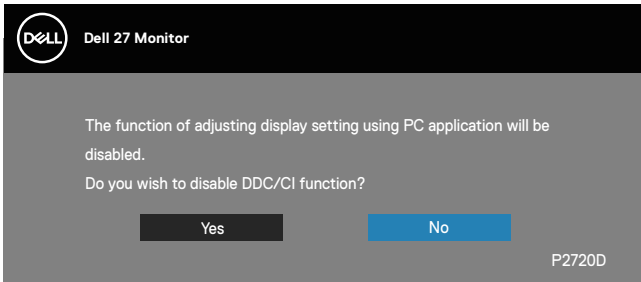 DELL
Dell 27 Monitor
The function of adjusting display setting using PC application will be
disabled.
Do you wish to disable DDC/CI function?
Yes
No
P2720D